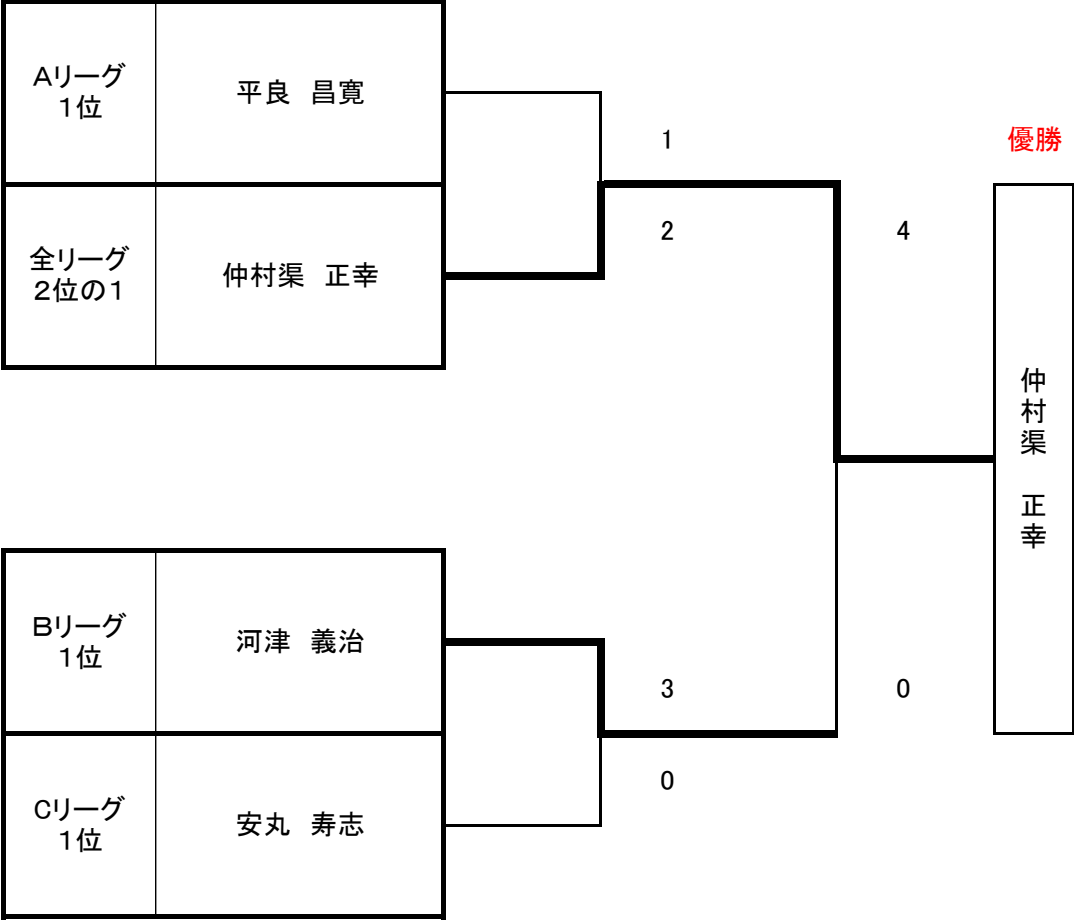 Aリーグ
1位
平良　昌寛
1
優勝
全リーグ
2位の1
仲村渠　正幸
2
4
仲村渠　正幸
Bリーグ
1位
河津　義治
3
0
Cリーグ
1位
安丸　寿志
0